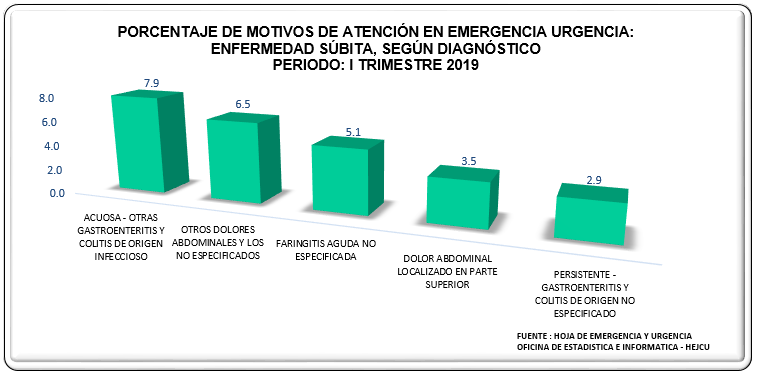 PORCENTAJE DE MOTIVOS DE ATENCIÓN EN EMERGENCIA URGENCIA:
ENFERMEDAD SÚBITA, SEGÚN DIAGNÓSTICO
PERIODO: I TRIMESTRE 2019
8.0
6.0
4.0
2.0
0.0
7.9
6.5
5.1
3.5
2.9
ACUOSA - OTRAS
GASTROENTERITIS Y
COLITIS DE ORIGEN
INFECCIOSO
OTROS DOLORES
ABDOMINALES Y LOS
NO ESPECIFICADOS
FARINGITIS AGUDA NO
ESPECIFICADA
DOLOR ABDOMINAL
LOCALIZADO EN PARTE
SUPERIOR
PERSISTENTE -
GASTROENTERITIS Y
COLITIS DE ORIGEN NO
ESPECIFICADO
FUENTE : HOJA DE EMERGENCIA Y URGENCIA
OFICINA DE ESTADISTICA E INFORMATICA - HEJCU